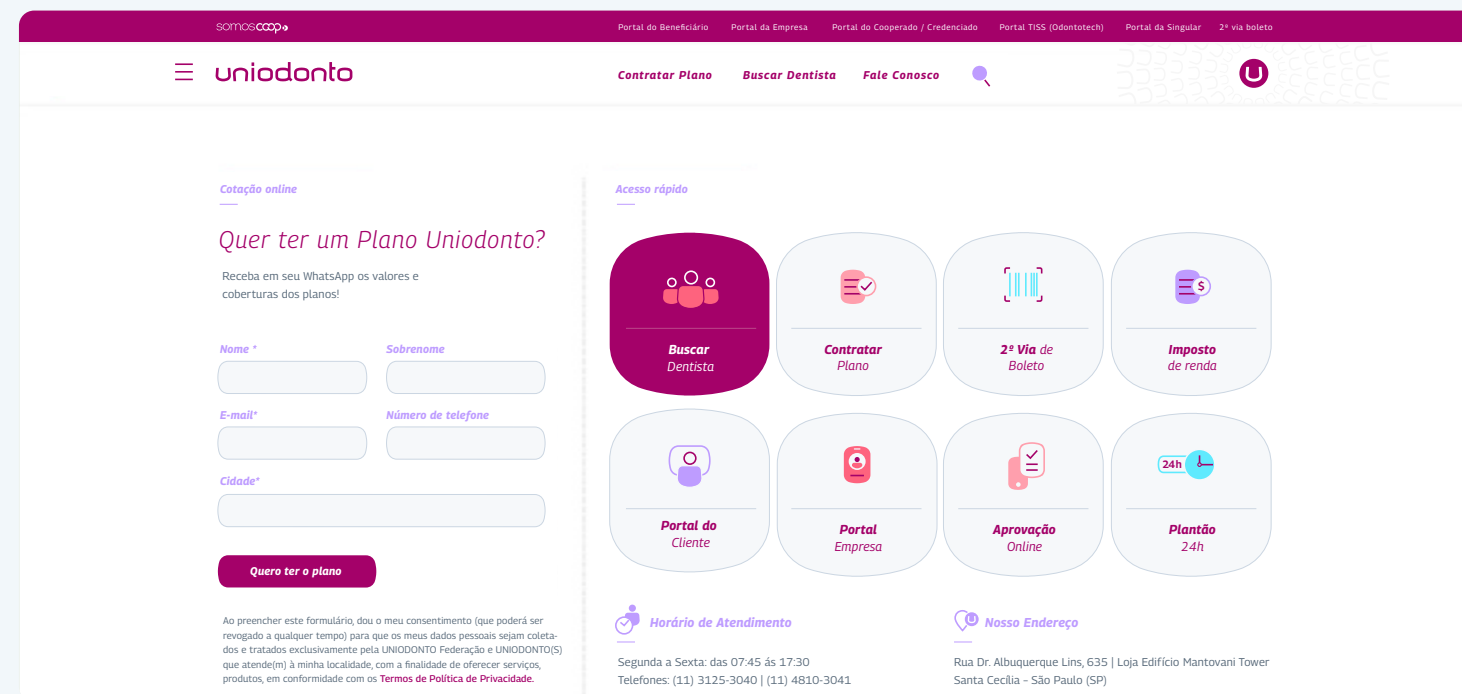 somoscoop
Portal do Beneficiário
Portal da Empresa
Portal do Cooperado / Credenciado
Portal TISS (Odontotech)
Portal da Singular
2ª via boleto
uniodonto
Contratar Plano
Buscar Dentista
Fale Conosco
U
Cotação online
Quer ter um Plano Uniodonto?
Receba em seu WhatsApp os valores e
coberturas dos planos!
Nome *
Sobrenome
E-mail*
Número de telefone
Cidade*
Quero ter o plano
Ao preencher este formulário, dou o meu consentimento (que poderá ser
revogado a qualquer tempo) para que os meus dados pessoais sejam coleta-
dos e tratados exclusivamente pela UNIODONTO Federação e UNIODONTO(S)
que atende(m) à minha localidade, com a finalidade de oferecer serviços,
produtos, em conformidade com os Termos de Política de Privacidade.
Acesso rápido
Buscar
Dentista
Contratar
Plano
2ª Via de
Boleto
$
Imposto
de renda
Portal do
Cliente
Portal
Empresa
Aprovação
Online
24h
Plantão
24h
Horário de Atendimento
Segunda a Sexta: das 07:45 ás 17:30
Telefones: (11) 3125-3040 | (11) 4810-3041
U
Nosso Endereço
Rua Dr. Albuquerque Lins, 635 | Loja Edifício Mantovani Tower
Santa Cecília – São Paulo (SP)